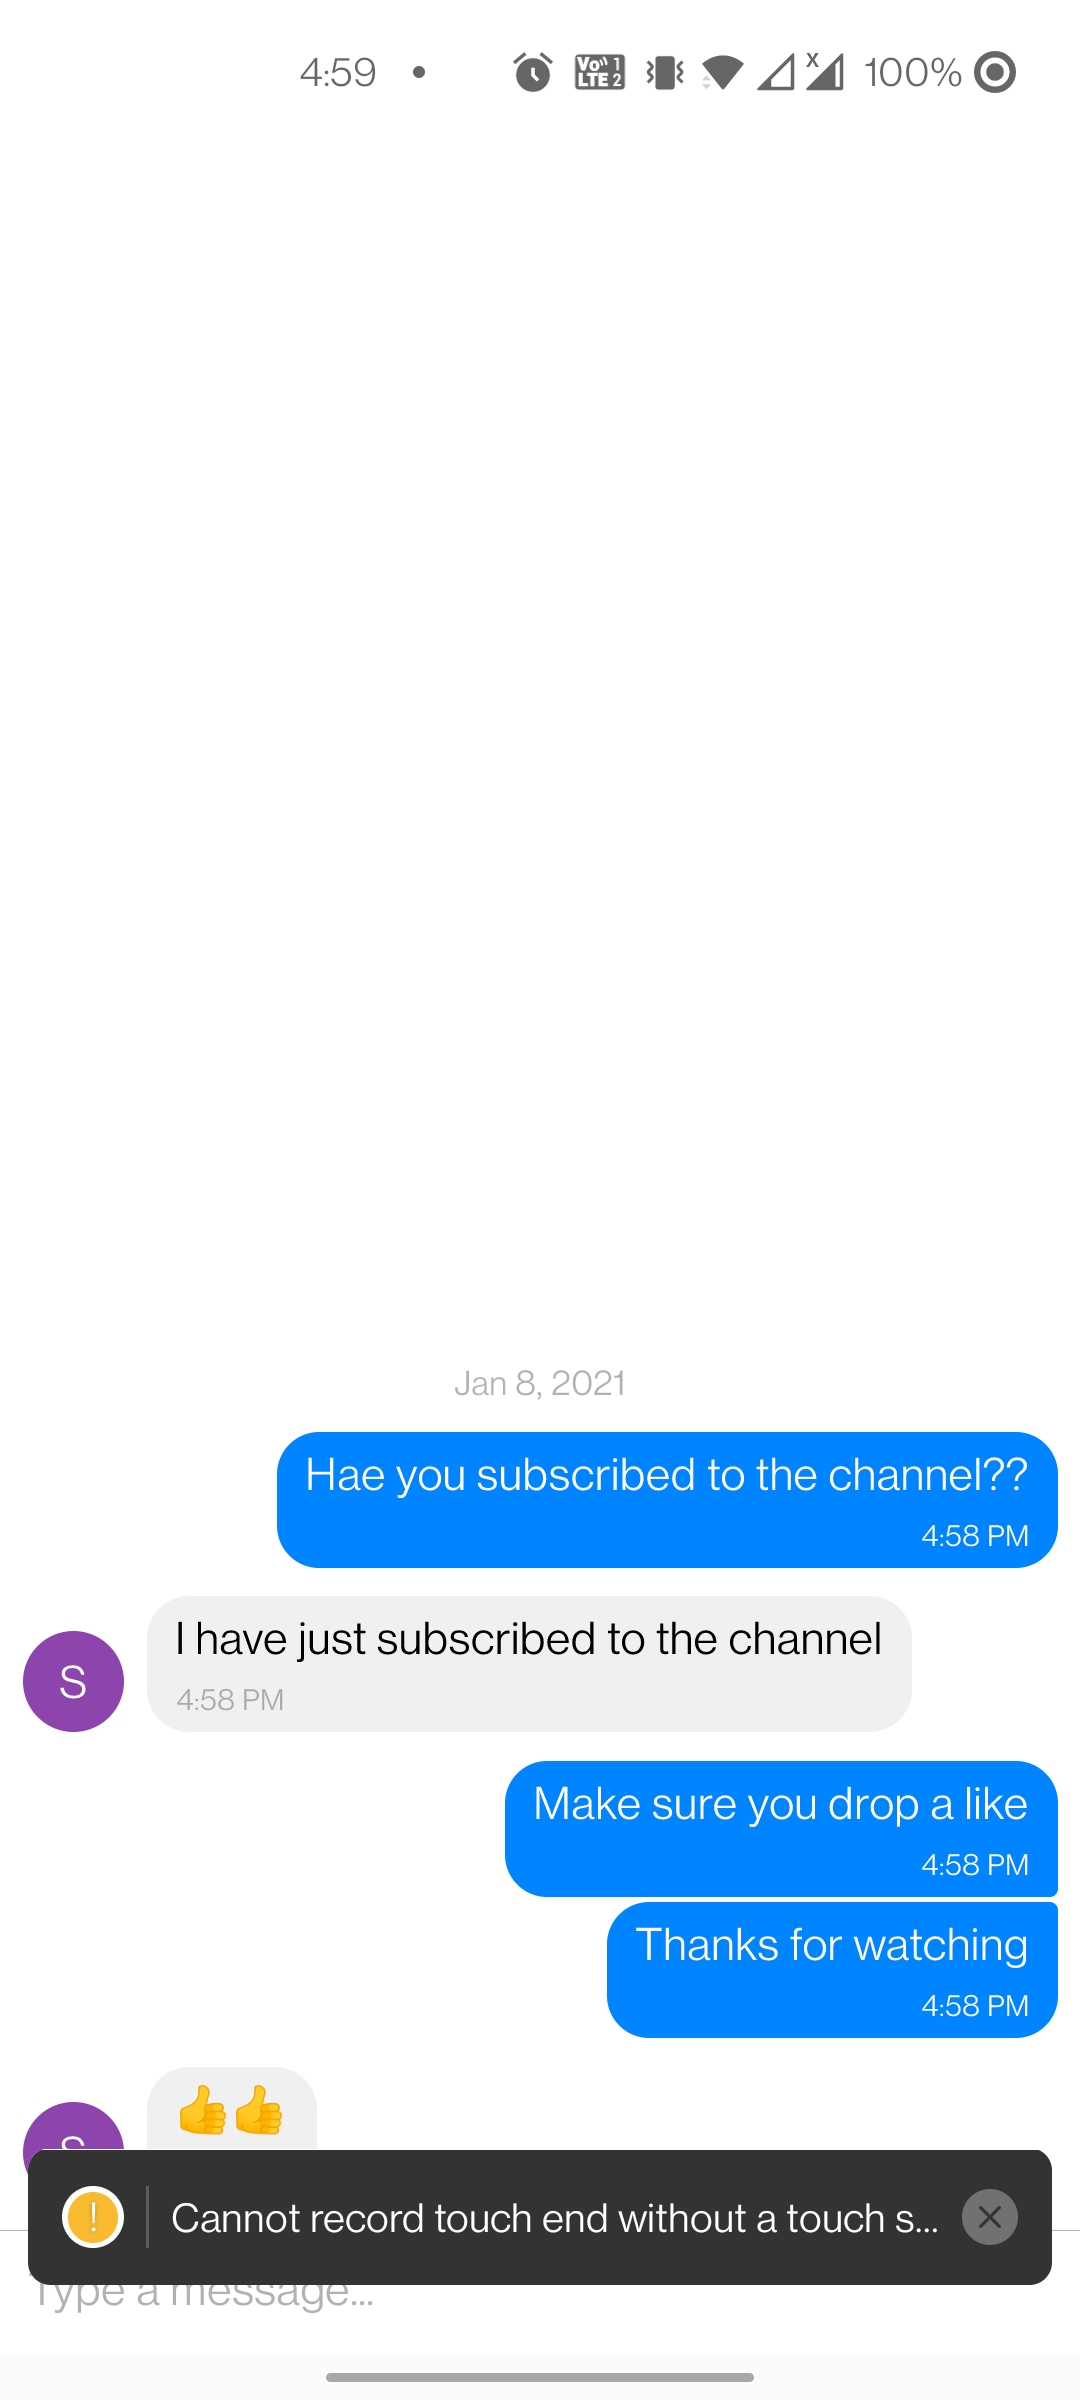 4:59
Vo)) 1
LTE 2
x
100%
Jan 8, 2021
Hae you subscribed to the channel??
4:58 PM
I have just subscribed to the channel
S
4:58 PM
Make sure you drop a like
4:58 PM
Thanks for watching
4:58 PM
👍👍
S
! Cannot record touch end without a touch s...
Type a message...